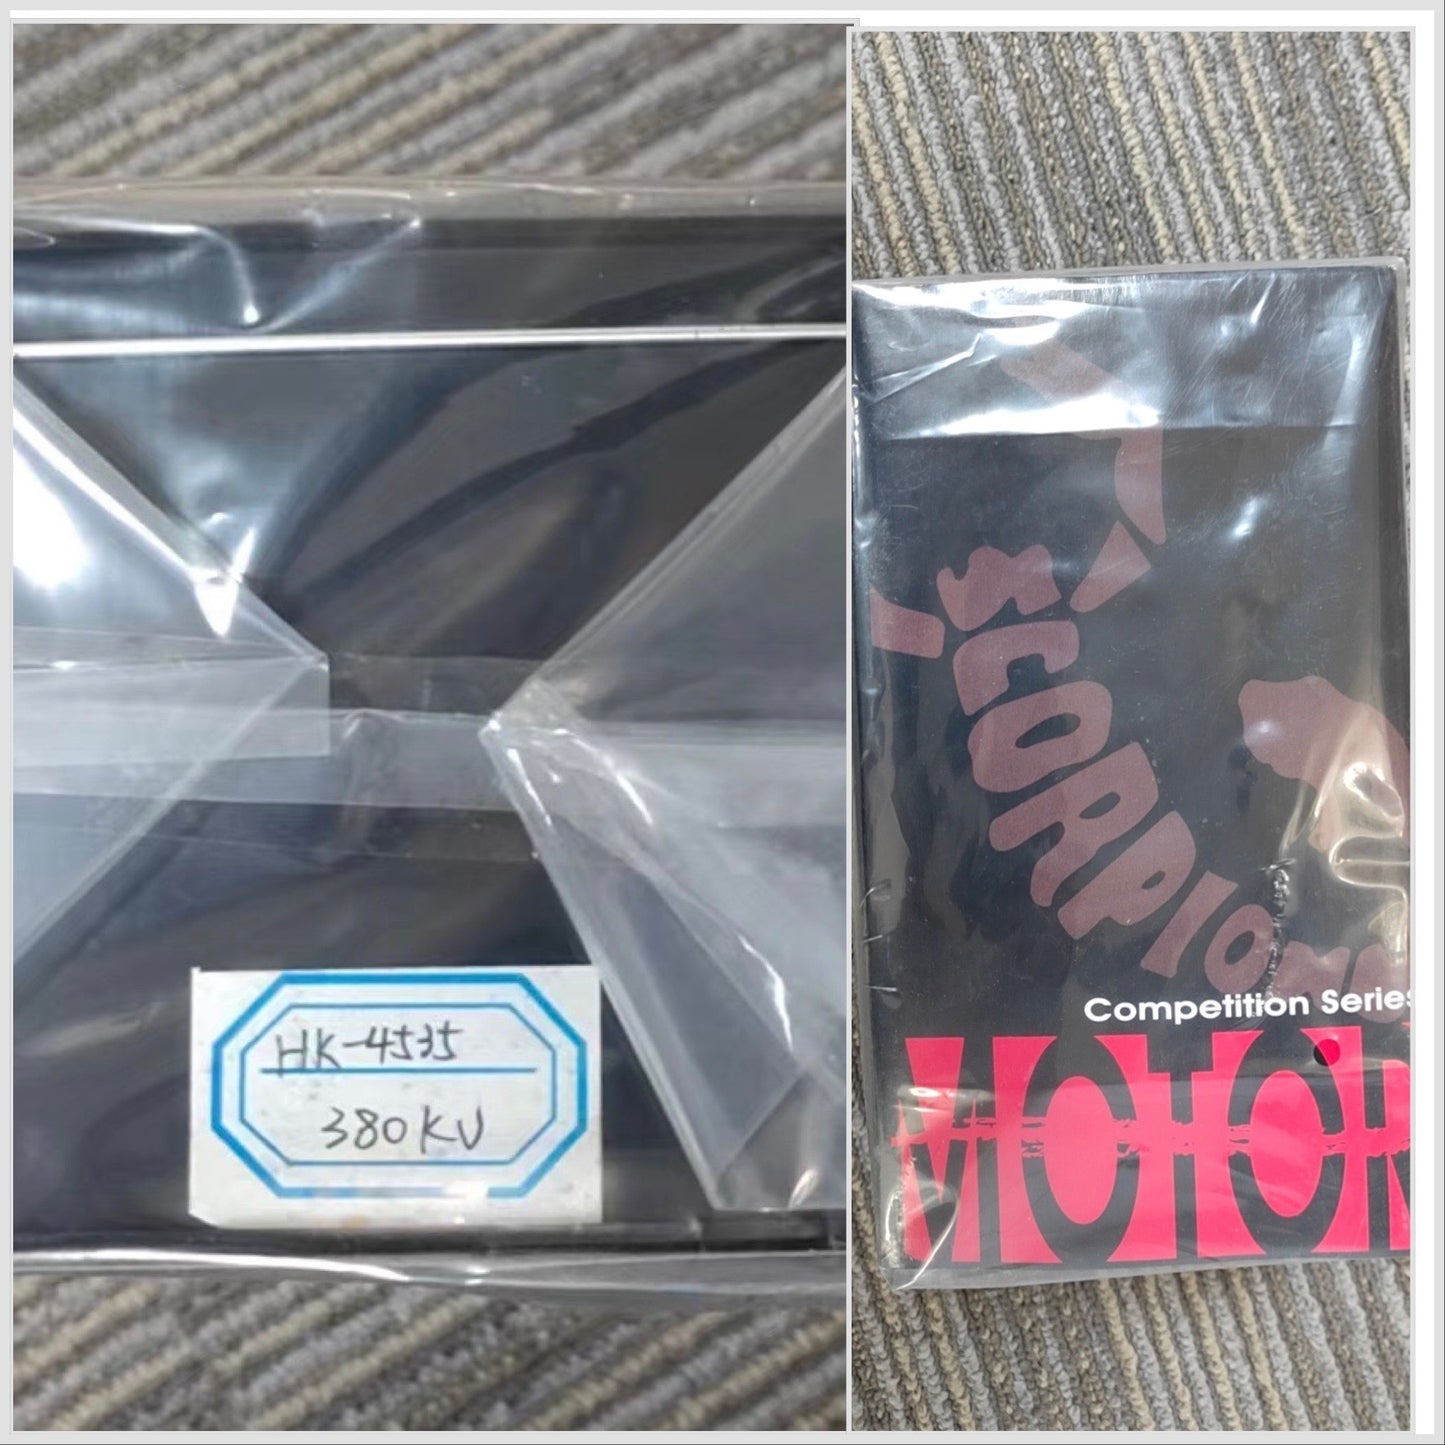 HK-4535
380KV
SCORPION
Competition Series
MOTOR